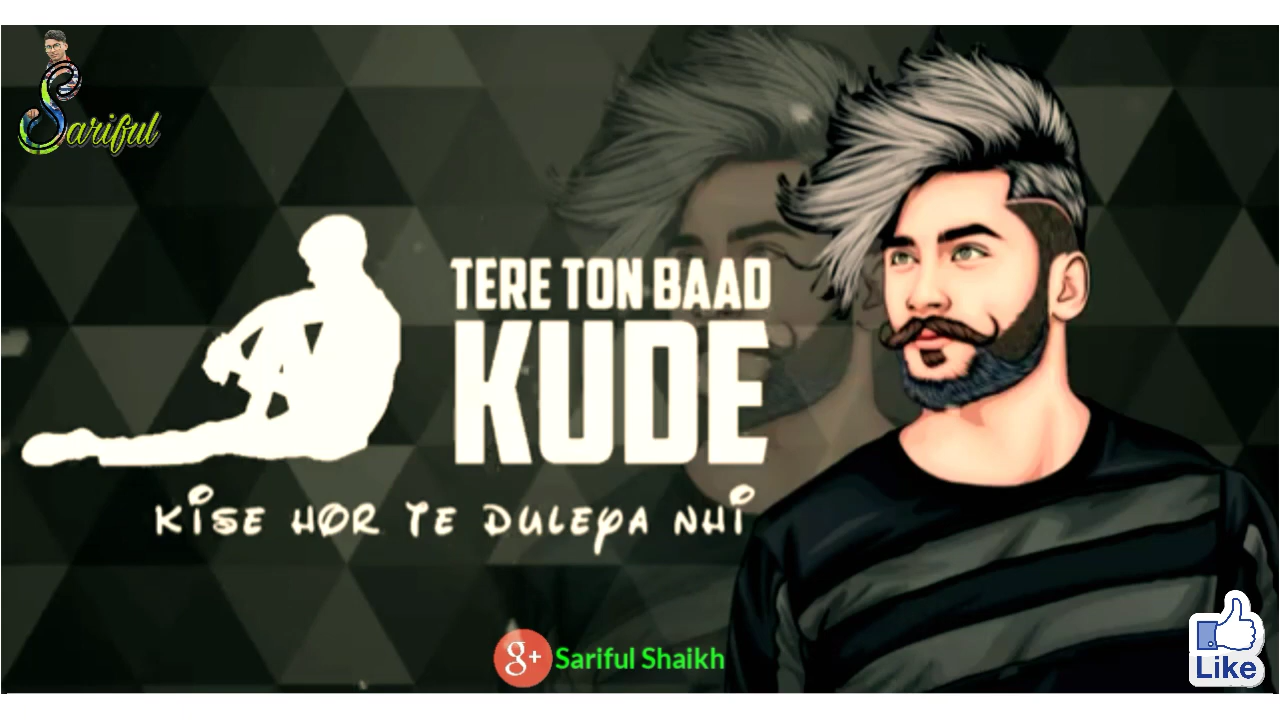 Sariful
TERE TON BAAD
KUDE
KISE HOR TE DULEYA NHI
g+ Sariful Shaikh
Like